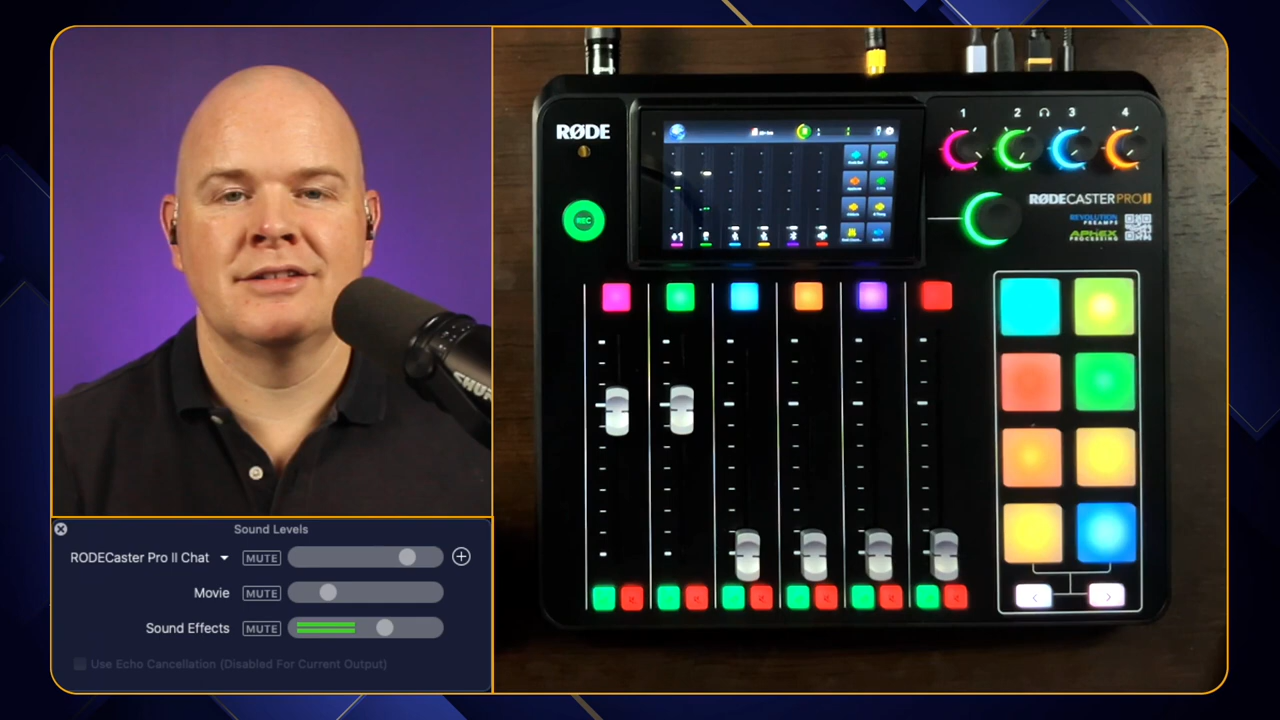 RØDE
1 2 3 4
REC
RØDECASTER PRO II
REVOLUTION
PREAMPS
APHEX
PROCESSING
SHUR
Sound Levels
RODECaster Pro II Chat MUTE
Movie MUTE
Sound Effects MUTE
Use Echo Cancellation (Disabled For Current Output)